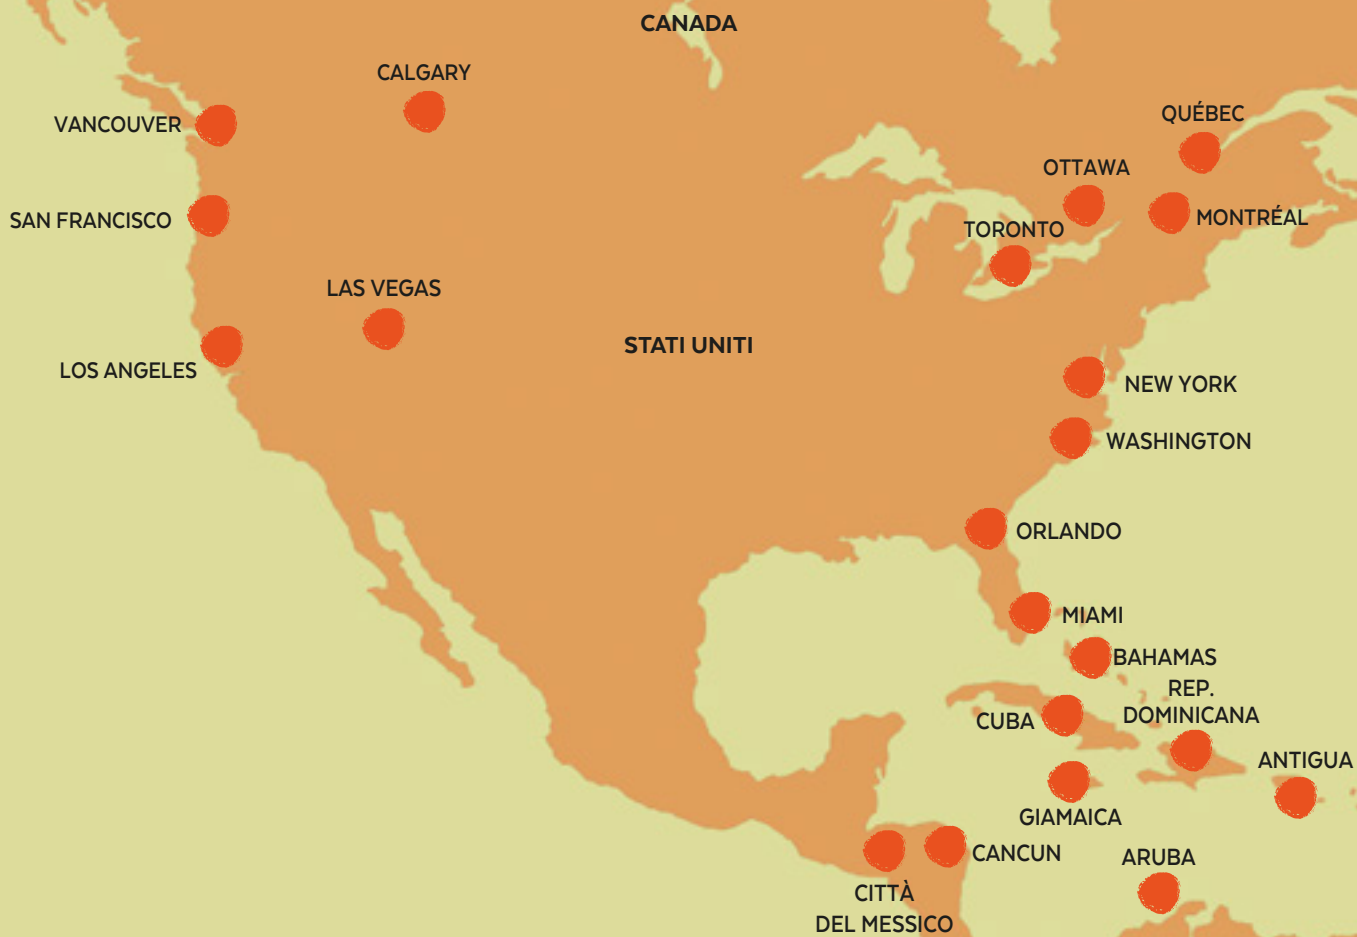 CANADA
CALGARY
VANCOUVER
QUÉBEC
OTTAWA
SAN FRANCISCO
MONTRÉAL
TORONTO
LAS VEGAS
STATI UNITI
LOS ANGELES
NEW YORK
WASHINGTON
ORLANDO
MIAMI
BAHAMAS
REP.
DOMINICANA
CUBA
ANTIGUA
GIAMAICA
CANCUN
ARUBA
CITTÀ
DEL MESSICO